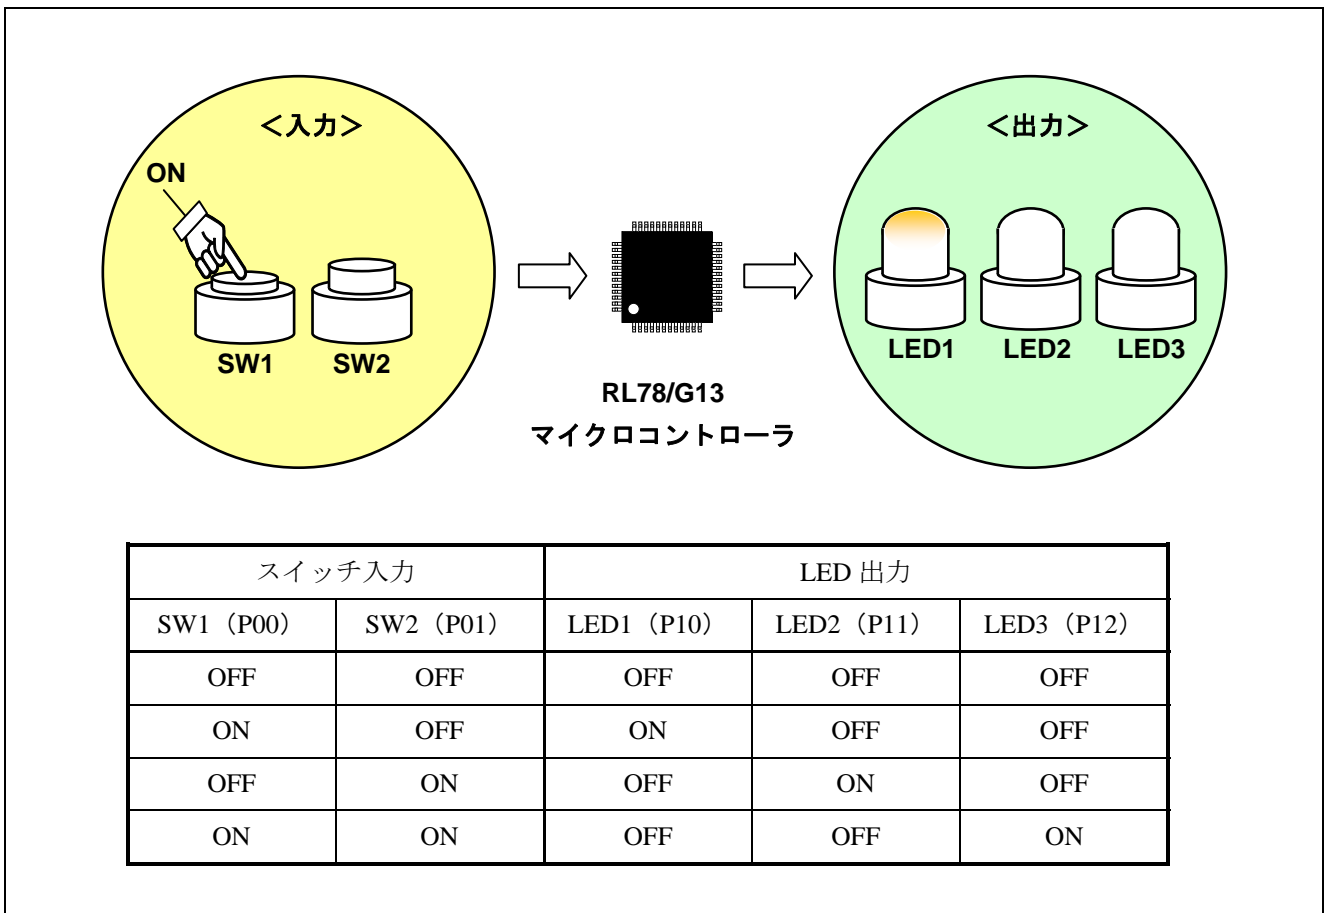 ＜入力＞
＜出力＞
ON
SW1 SW2
LED1 LED2 LED3
RL78/G13
マイクロコントローラ
スイッチ入力 LED 出力
SW1（P00） SW2（P01） LED1（P10） LED2（P11） LED3（P12）
OFF OFF OFF OFF OFF
ON OFF ON OFF OFF
OFF ON OFF ON OFF
ON ON OFF OFF ON